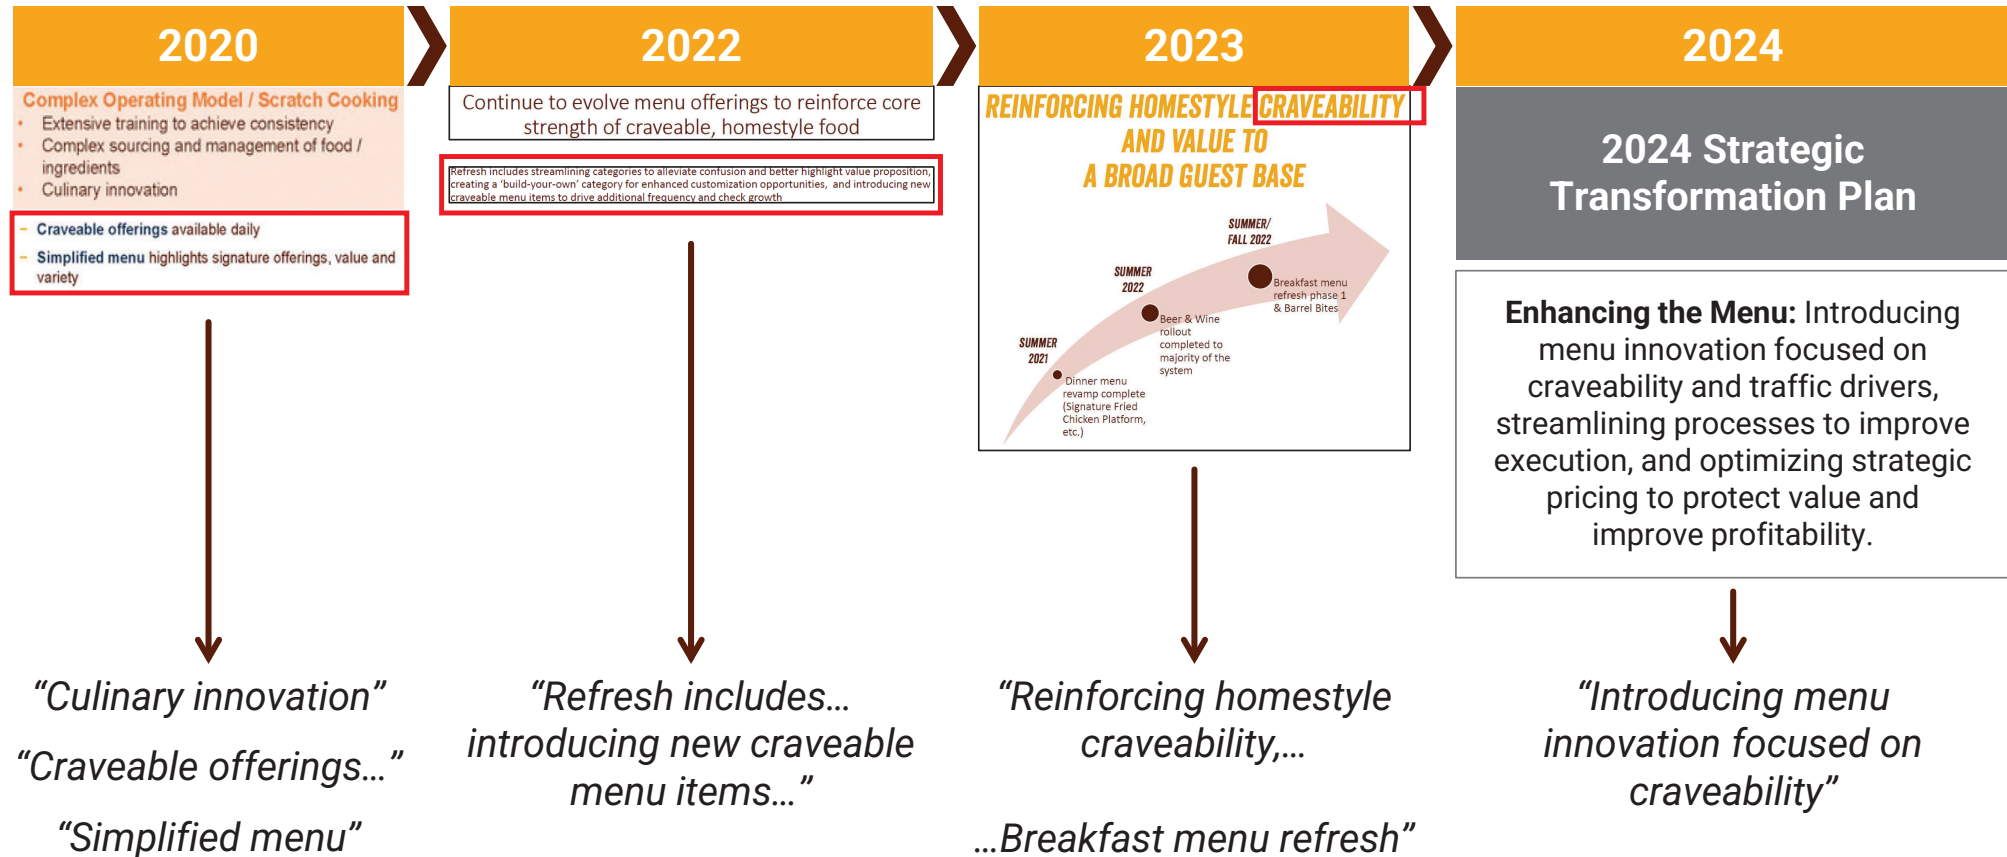 2020
Complex Operating Model / Scratch Cooking
• Extensive training to achieve consistency
• Complex sourcing and management of food /
ingredients
• Culinary innovation
– Craveable offerings available daily
– Simplified menu highlights signature offerings, value and
variety
“Culinary innovation”
“Craveable offerings…”
“Simplified menu”
2022
Continue to evolve menu offerings to reinforce core
strength of craveable, homestyle food
Refresh includes streamlining categories to alleviate confusion and better highlight value proposition,
creating a ‘build-your-own’ category for enhanced customization opportunities, and introducing new
craveable menu items to drive additional frequency and check growth
“Refresh includes…
introducing new craveable
menu items…”
2023
REINFORCING HOMESTYLE CRAVEABILITY
AND VALUE TO
A BROAD GUEST BASE
SUMMER
2021
Dinner menu
revamp complete
(Signature Fried
Chicken Platform,
etc.)
SUMMER
2022
Beer & Wine
rollout
completed to
majority of the
system
SUMMER/
FALL 2022
Breakfast menu
refresh phase 1
& Barrel Bites
“Reinforcing homestyle
craveability,…
…Breakfast menu refresh”
2024
2024 Strategic
Transformation Plan
Enhancing the Menu: Introducing
menu innovation focused on
craveability and traffic drivers,
streamlining processes to improve
execution, and optimizing strategic
pricing to protect value and
improve profitability.
“Introducing menu
innovation focused on
craveability”